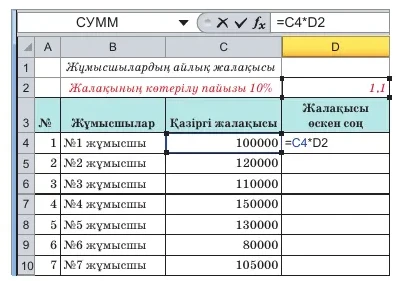 СУММ fx =C4*D2
A B C D
1 Жұмысшылардың айлық жалақысы
2 Жалақының көтерілу пайызы 10% 1,1
3 № Жұмысшылар Қазіргі жалақысы Жалақысы
өскен соң
4 1 №1 жұмысшы 100000 =C4*D2
5 2 №2 жұмысшы 120000
6 3 №3 жұмысшы 110000
7 4 №4 жұмысшы 150000
8 5 №5 жұмысшы 130000
9 6 №6 жұмысшы 80000
10 7 №7 жұмысшы 105000